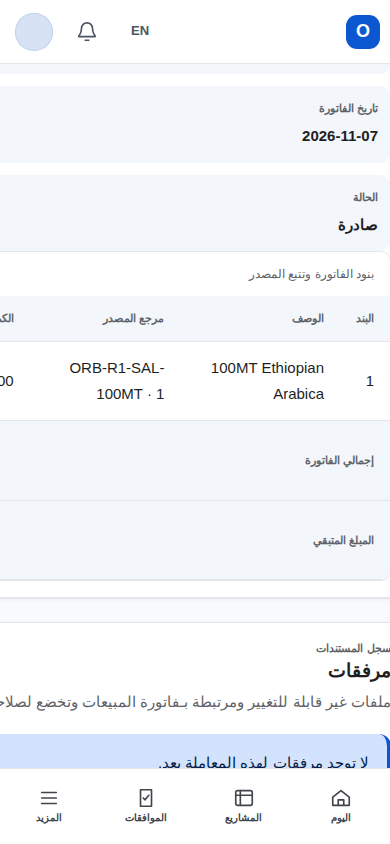 O
EN
تاريخ الفاتورة
2026-11-07
الحالة
صادرة
بنود الفاتورة وتتبع المصدر
البند الوصف مرجع المصدر
1 100MT Ethiopian Arabica ORB-R1-SAL-100MT · 1 00
إجمالي الفاتورة
المبلغ المتبقي
سجل المستندات
مرفقات
ملفات غير قابلة للتغيير ومرتبطة بـفاتورة المبيعات وتخضع
لا توجد مرفقات لهذه المعاملة بعد.
اليوم المشاريع الموافقات المزيد